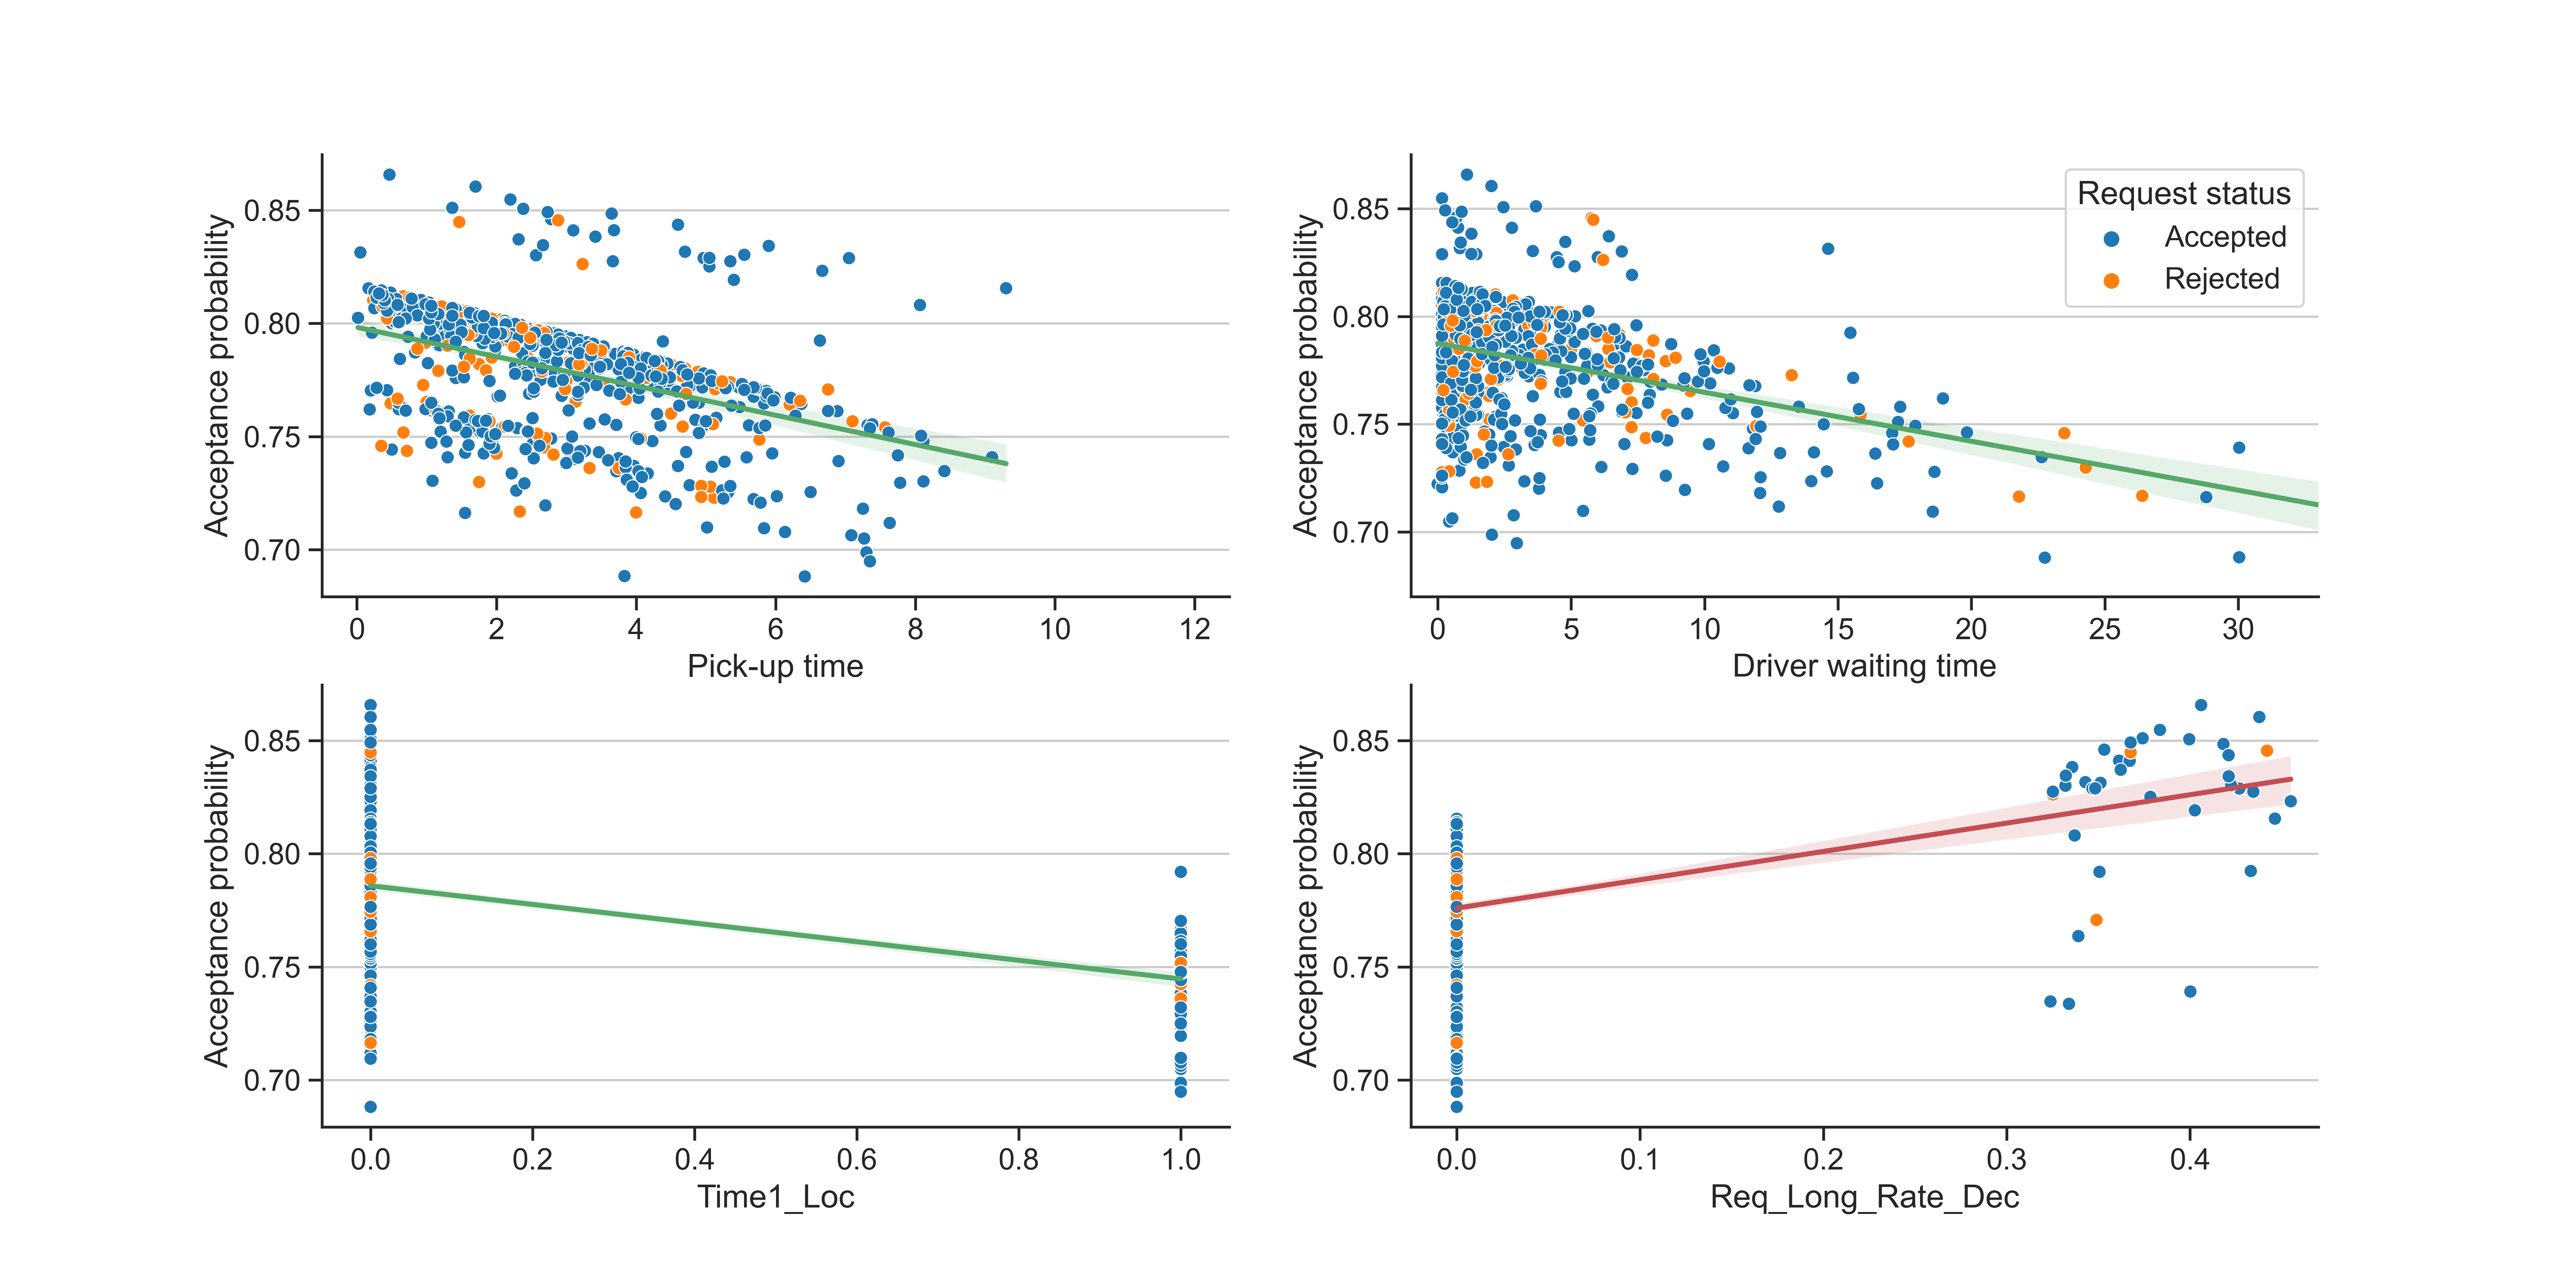 Acceptance probability
0.85
0.80
0.75
0.70
0 2 4 6 8 10 12
Pick-up time
Acceptance probability
0.85
0.80
0.75
0.70
Request status
Accepted
Rejected
0 5 10 15 20 25 30
Driver waiting time
Acceptance probability
0.85
0.80
0.75
0.70
0.0 0.2 0.4 0.6 0.8 1.0
Time1_Loc
Acceptance probability
0.85
0.80
0.75
0.70
0.0 0.1 0.2 0.3 0.4
Req_Long_Rate_Dec